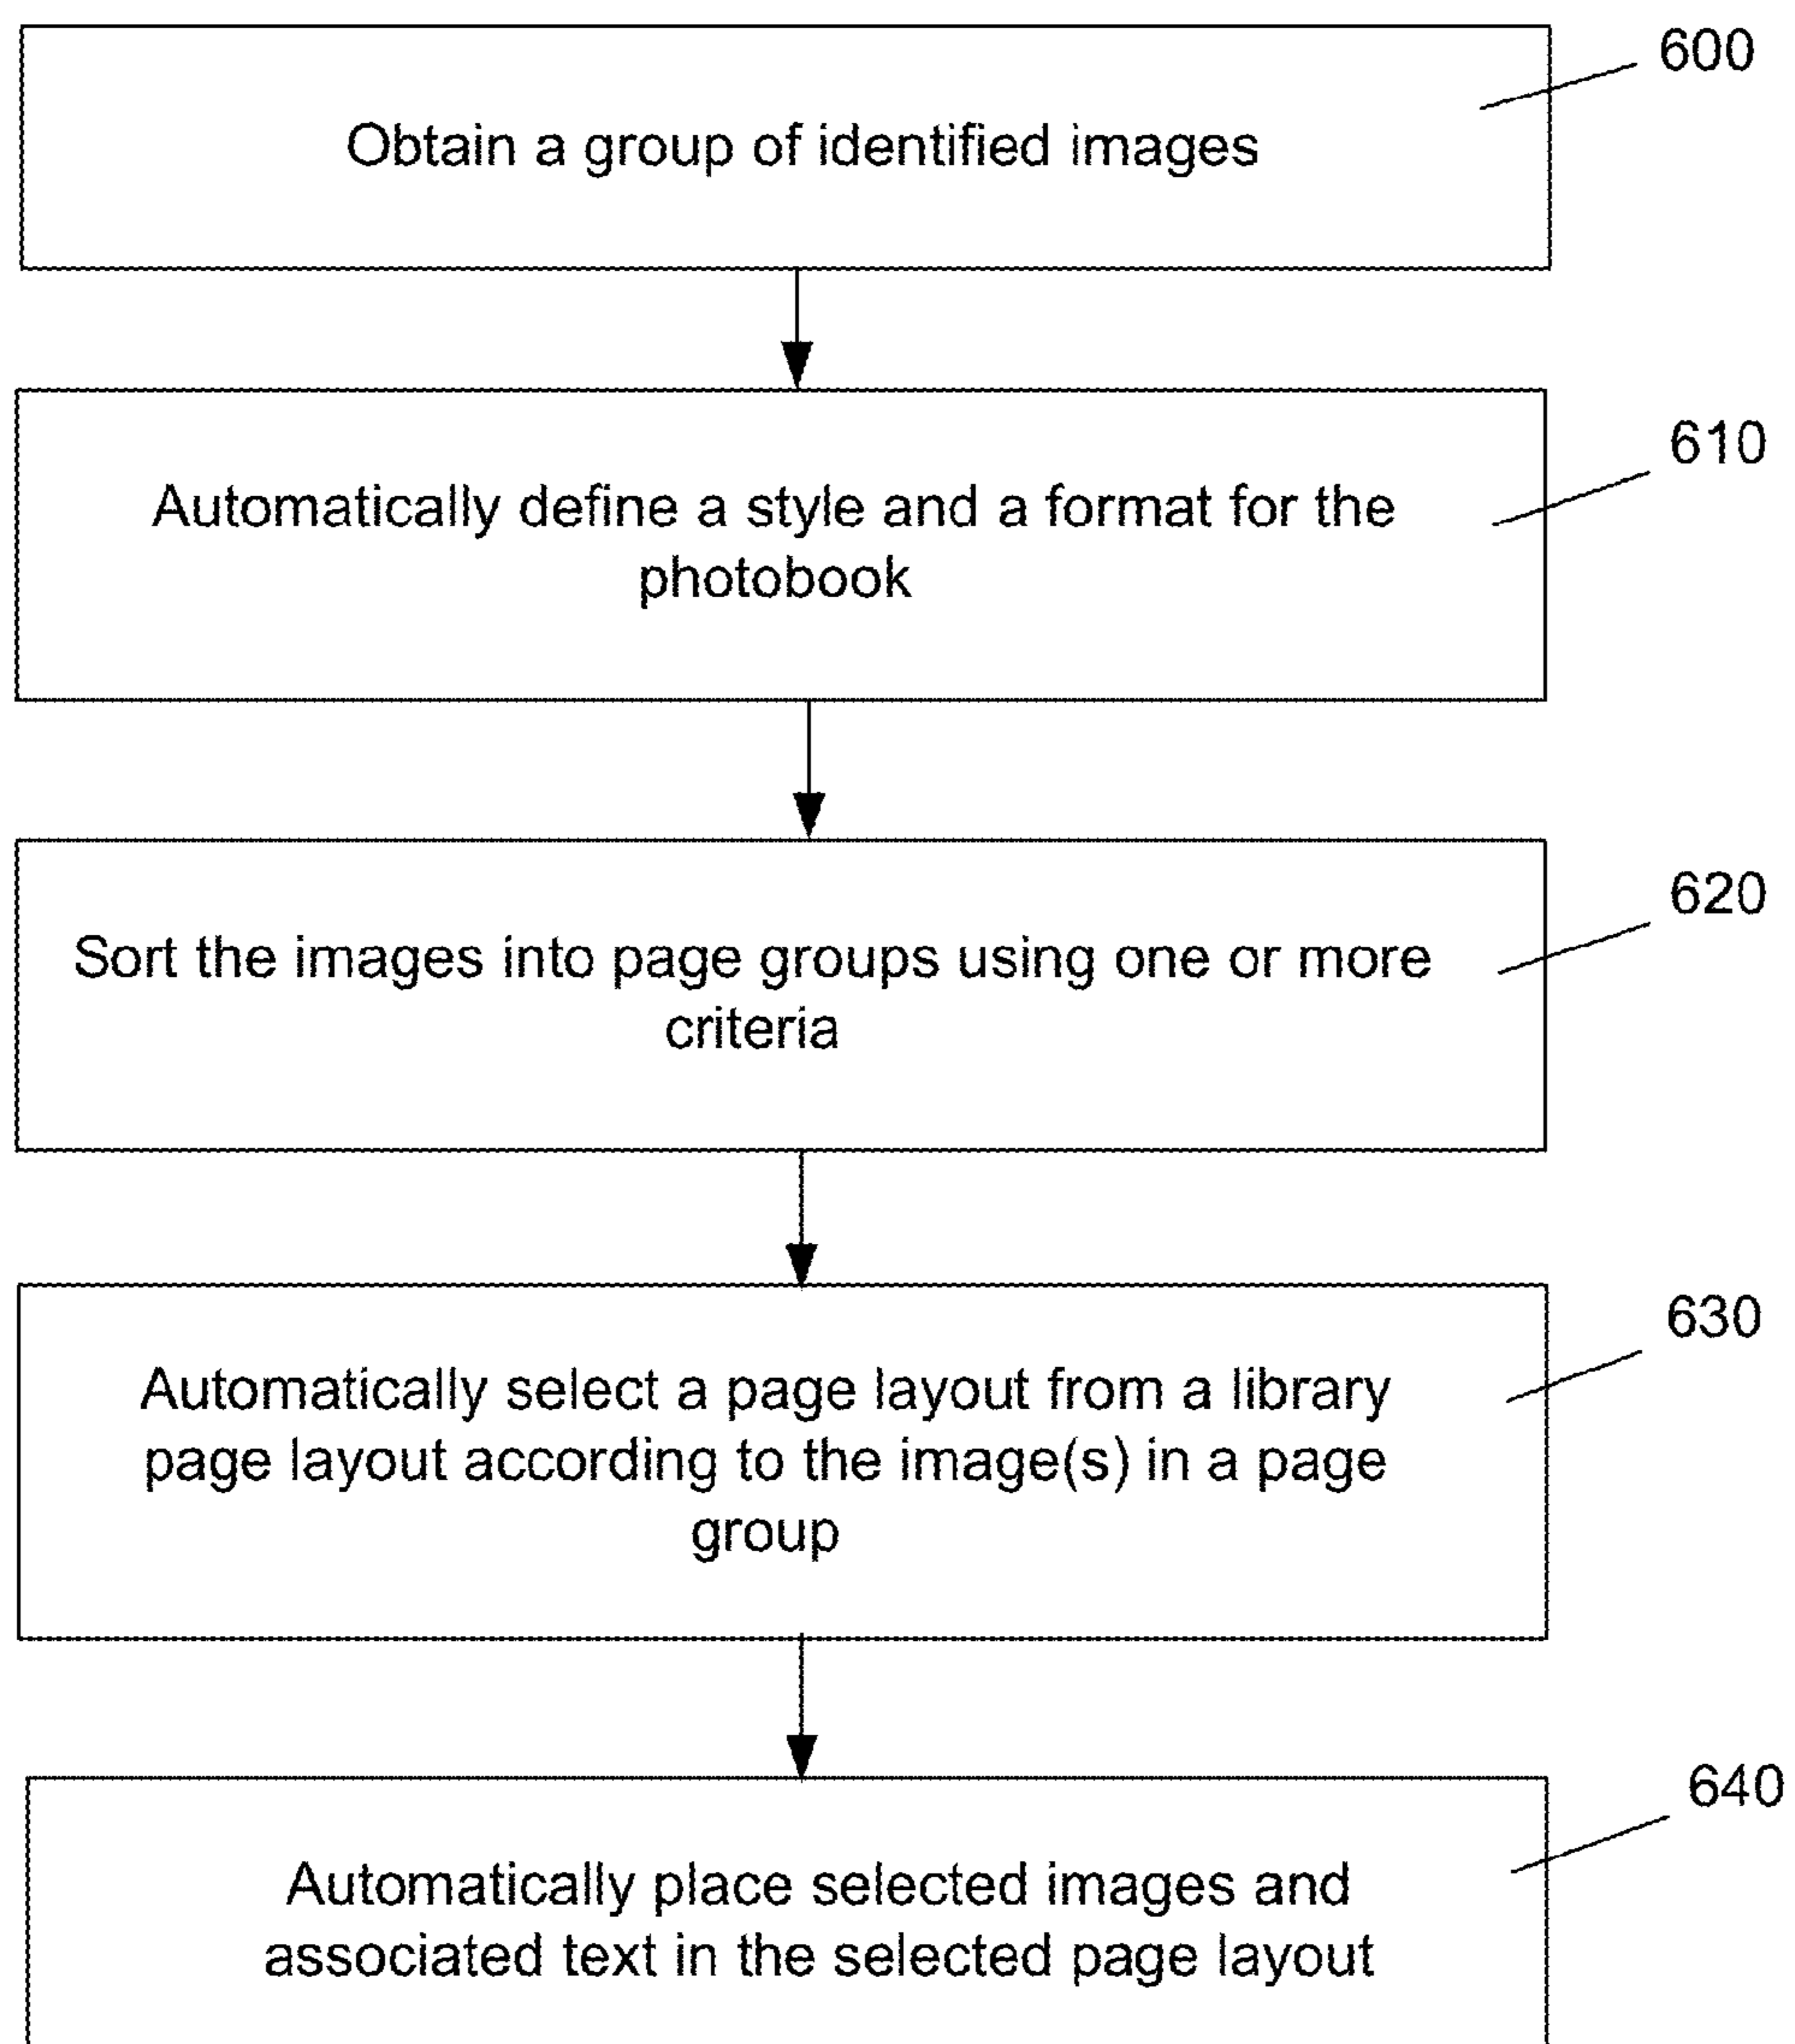 600
Obtain a group of identified images
610
Automatically define a style and a format for the
photobook
620
Sort the images into page groups using one or more
criteria
630
Automatically select a page layout from a library
page layout according to the image(s) in a page
group
640
Automatically place selected images and
associated text in the selected page layout